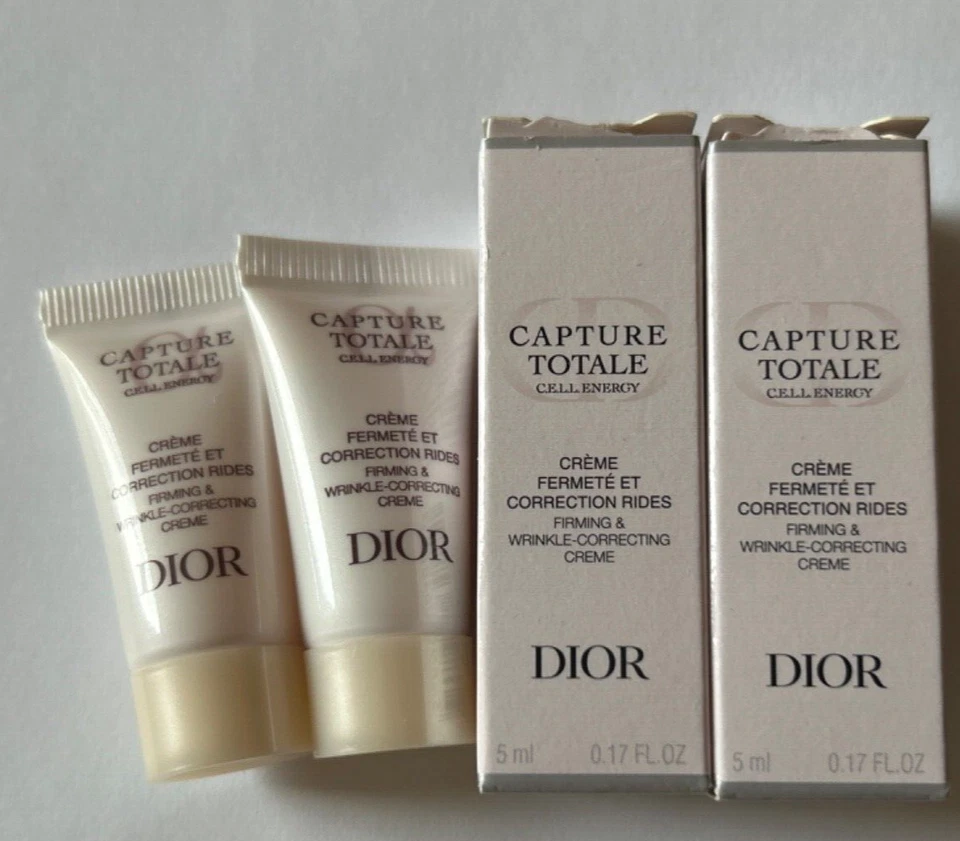 CAPTURE
TOTALE
C.E.L.L. ENERGY
CRÈME
FERMETÉ ET
CORRECTION RIDES
FIRMING &
WRINKLE-CORRECTING
CREME
DIOR
CAPTURE
TOTALE
C.E.L.L. ENERGY
CRÈME
FERMETÉ ET
CORRECTION RIDES
FIRMING &
WRINKLE-CORRECTING
CREME
DIOR
CAPTURE
TOTALE
C.E.L.L. ENERGY
CRÈME
FERMETÉ ET
CORRECTION RIDES
FIRMING &
WRINKLE-CORRECTING
CREME
DIOR
5 ml 0.17 FL.OZ
CAPTURE
TOTALE
C.E.L.L. ENERGY
CRÈME
FERMETÉ ET
CORRECTION RIDES
FIRMING &
WRINKLE-CORRECTING
CREME
DIOR
5 ml 0.17 FL.OZ